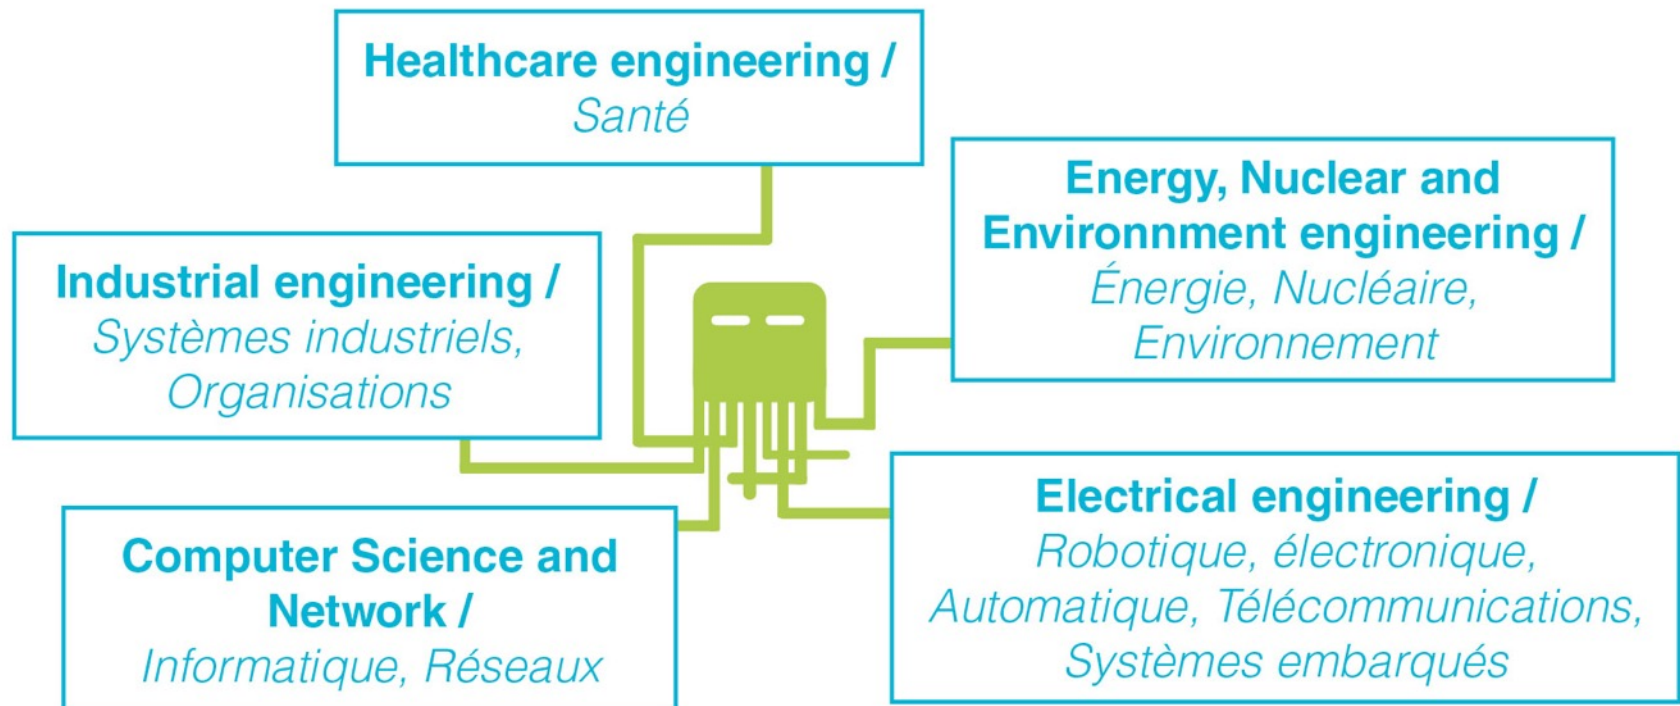 Healthcare engineering /
Santé
Energy, Nuclear and
Environnment engineering /
Énergie, Nucléaire,
Environnement
Industrial engineering /
Systèmes industriels,
Organisations
Electrical engineering /
Robotique, électronique,
Automatique, Télécommunications,
Systèmes embarqués
Computer Science and
Network /
Informatique, Réseaux